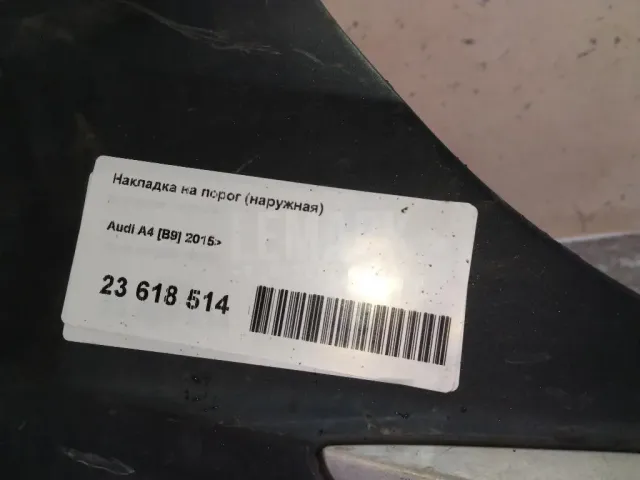 Накладка на порог (наружная)
Audi A4 [B9] 2015>
23 618 514